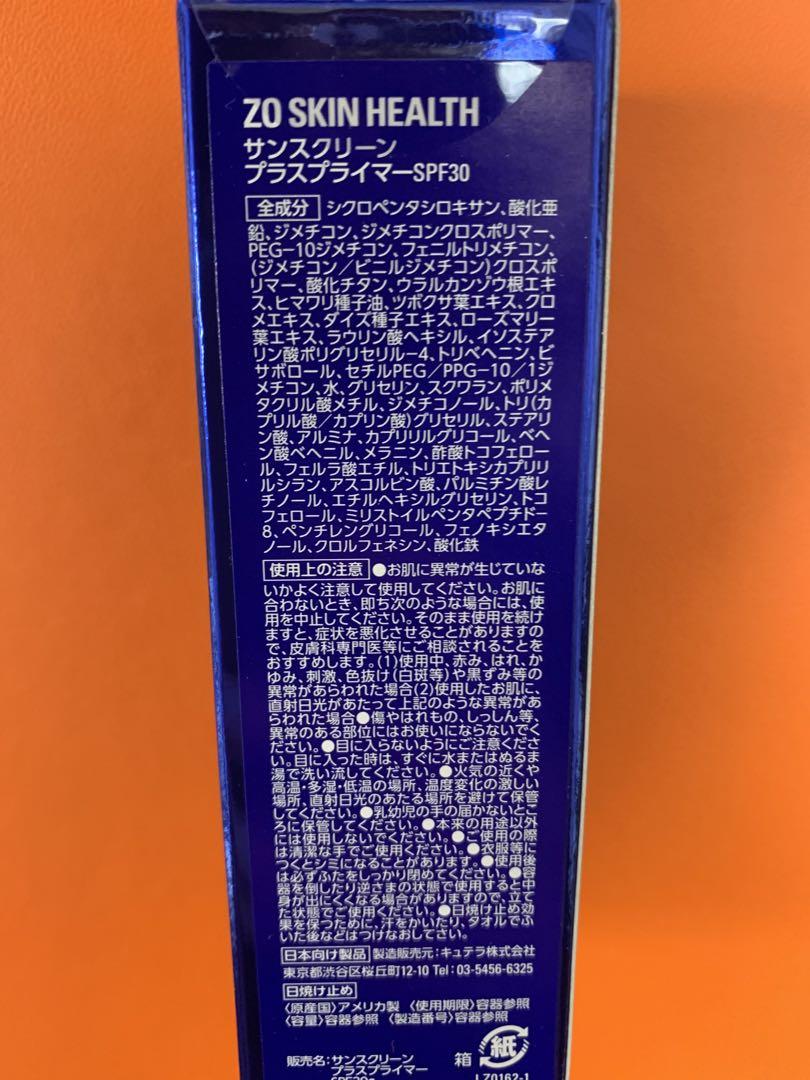 ZO SKIN HEALTH
サンスクリーン
プラスプライマーSPF30
全成分 シクロペンタシロキサン、酸化亜
鉛、ジメチコン、ジメチコンクロスポリマー、
PEG-10ジメチコン、フェニルトリメチコン、
(ジメチコン/ビニルジメチコン)クロスポ
リマー、酸化チタン、ウラルカンゾウ根エキ
ス、ヒマワリ種子油、ツボクサ葉エキス、クロ
メエキス、ダイズ種子エキス、ローズマリー
葉エキス、ラウリン酸ヘキシル、イソステア
リン酸ポリグリセリル-4、トリベヘニン、ビ
サボロール、セチルPEG/PPG-10/1ジ
メチコン、水、グリセリン、スクワラン、ポリメ
タクリル酸メチル、ジメチコノール、トリ(カ
プリル酸/カプリン酸)グリセリル、ステアリ
ン酸、アルミナ、カプリリルグリコール、ベヘ
ン酸ベヘニル、メラニン、酢酸トコフェロー
ル、フェルラ酸エチル、トリエトキシカプリリ
ルシラン、アスコルビン酸、パルミチン酸レ
チノール、エチルヘキシルグリセリン、トコ
フェロール、ミリストイルペンタペプチド-
8、ペンチレングリコール、フェノキシエタ
ノール、クロルフェネシン、酸化鉄
使用上の注意 ●お肌に異常が生じていな
いかよく注意して使用してください。お肌に
合わないとき、即ち次のような場合には、使
用を中止してください。そのまま使用を続け
ますと、症状を悪化させることがありますの
で、皮膚科専門医等にご相談されることを
おすすめします。(1)使用中、赤み、はれ、か
ゆみ、刺激、色抜け(白斑等)や黒ずみ等の
異常があらわれた場合(2)使用したお肌に、
直射日光があたって上記のような異常があ
らわれた場合●傷やはれもの、しっしん等、
異常のある部位にはお使いにならないでく
ださい。●目に入らないようにご注意くださ
い。目に入った時は、すぐに水またはぬるま
湯で洗い流してください。●火気の近くや
高温・多湿・低温の場所、温度変化の激しい
場所、直射日光のあたる場所を避けて保管
してください。●乳幼児の手の届かないとこ
ろに保管してください。●本来の用途以外
には使用しないでください。●ご使用の際
は清潔な手でご使用ください。●衣服等に
つくとシミになることがあります。●使用後
は必ずふたをしっかり閉めてください。●容
器を倒したり逆さまの状態で使用すると中
身が出にくくなる場合がありますので、立て
た状態でご使用ください。●日焼け止め効
果を保つために、汗をかいたり、タオルでふ
いた後などはつけなおしてさい。
日本向け製品 製造販売元:キュテラ株式会社
東京都渋谷区桜丘町12-10 Tel: 03-5456-6325
日焼け止め
〈原産国〉アメリカ製 〈使用期限〉容器参照
〈容量〉容器参照 〈製造番号〉容器参照
販売名:サンスクリーン
プラスプライマー
箱 紙
LZ0162-1